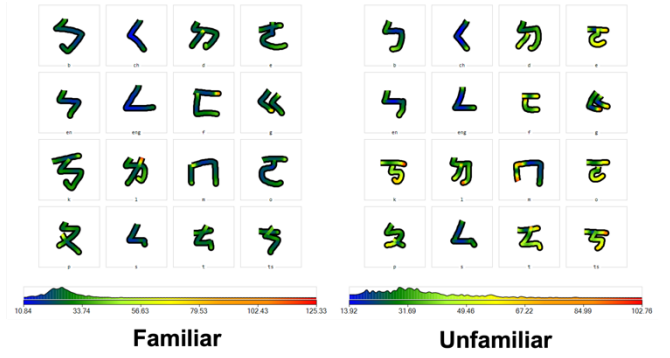 ㄅ ㄑ ㄉ ㄜ
b ch d e
ㄣ ㄥ ㄈ ㄍ
en eng f g
ㄎ ㄌ ㄇ ㄛ
k l m o
ㄆ ㄙ ㄊ ㄘ
p s t ts
10.84 33.74 56.63 79.53 102.43 125.33
Familiar
ㄅ ㄑ ㄉ ㄜ
b ch d e
ㄣ ㄥ ㄈ ㄍ
en eng f g
ㄎ ㄌ ㄇ ㄛ
k l m o
ㄆ ㄙ ㄊ ㄘ
p s t ts
13.92 31.69 49.46 67.22 84.99 102.76
Unfamiliar